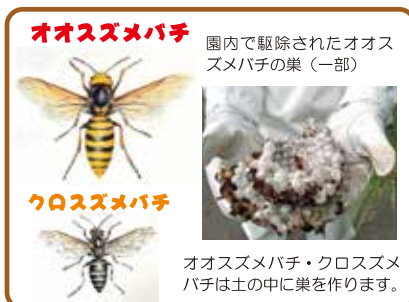 オオスズメバチ
園内で駆除されたオオス
ズメバチの巣（一部）
クロスズメバチ
オオスズメバチ・クロスズメ
バチは土の中に巣を作ります。